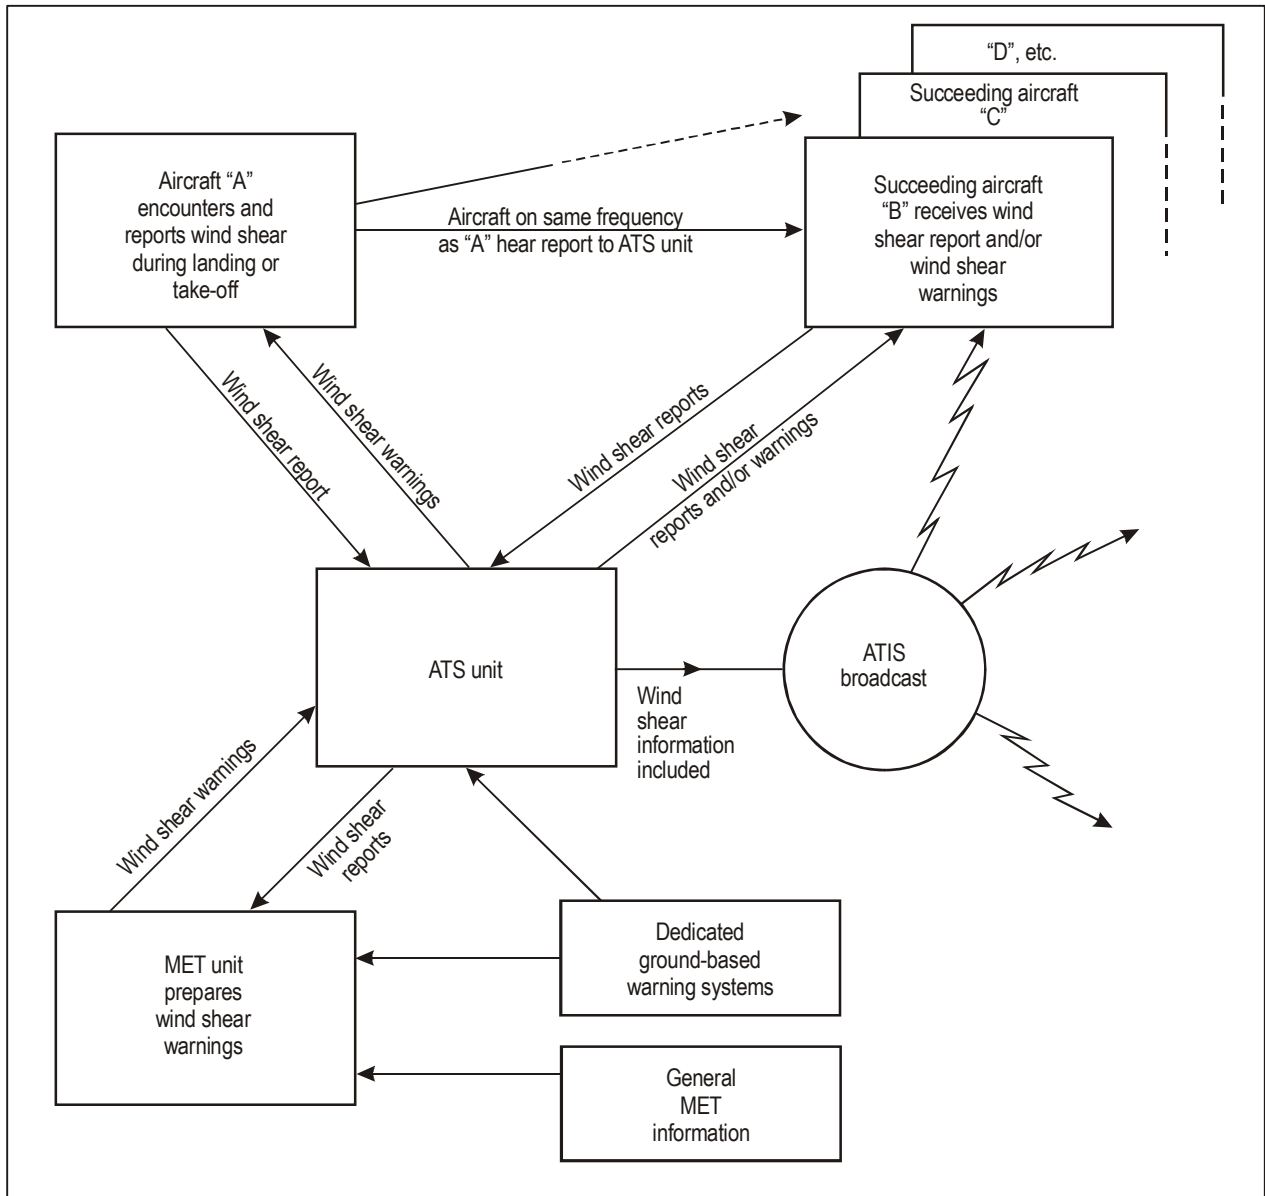 “D”, etc.
Succeeding aircraft
“C”
Aircraft “A”
encounters and
reports wind shear
during landing or
take-off
Aircraft on same frequency
as “A” hear report to ATS unit
Succeeding aircraft
“B” receives wind
shear report and/or
wind shear
warnings
Wind shear report
Wind shear warnings
Wind shear reports
Wind shear
reports and/or warnings
ATS unit
Wind
shear
information
included
ATIS
broadcast
Wind shear warnings
Wind shear
reports
MET unit
prepares
wind shear
warnings
Dedicated
ground-based
warning systems
General
MET
information